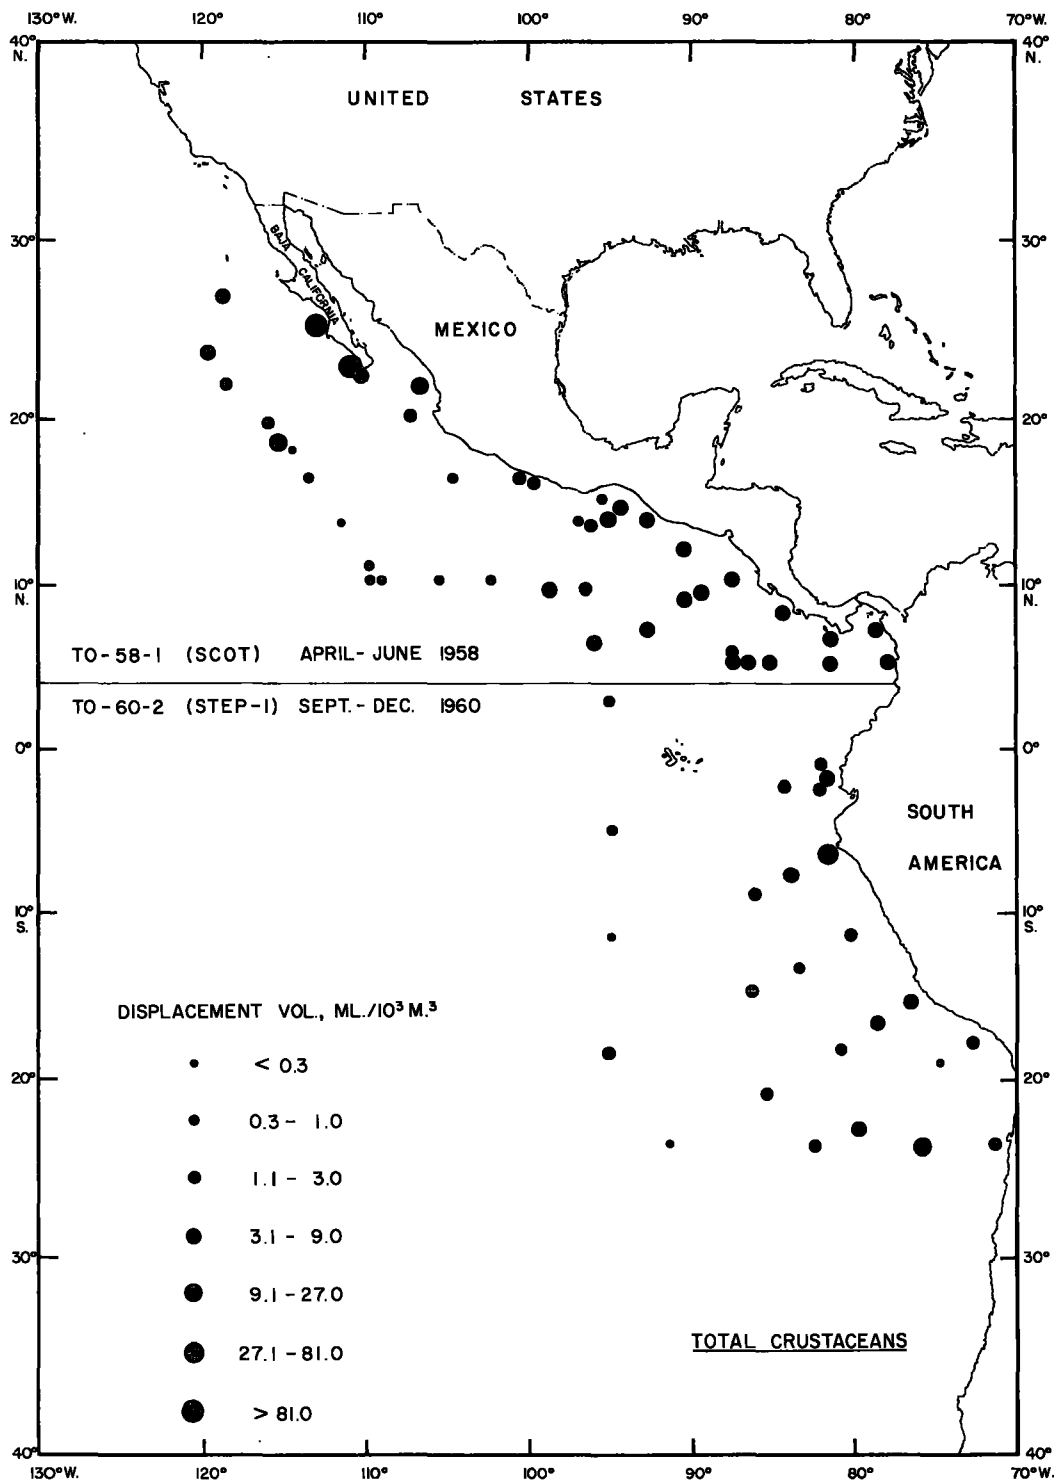 130°W. 120° 110° 100° 90° 80° 70°W.
40° N. 40° N.
UNITED STATES
30° 30°
BAJA CALIFORNIA
MEXICO
20° 20°
10° N. 10° N.
TO-58-1 (SCOT) APRIL-JUNE 1958
TO-60-2 (STEP-1) SEPT.-DEC. 1960
0° 0°
SOUTH
AMERICA
10° S. 10° S.
DISPLACEMENT VOL., ML./10³ M.³
< 0.3
20° 20°
0.3 - 1.0
1.1 - 3.0
3.1 - 9.0
30° 30°
9.1 - 27.0
27.1 - 81.0
TOTAL CRUSTACEANS
> 81.0
40° 40°
130°W. 120° 110° 100° 90° 80° 70°W.